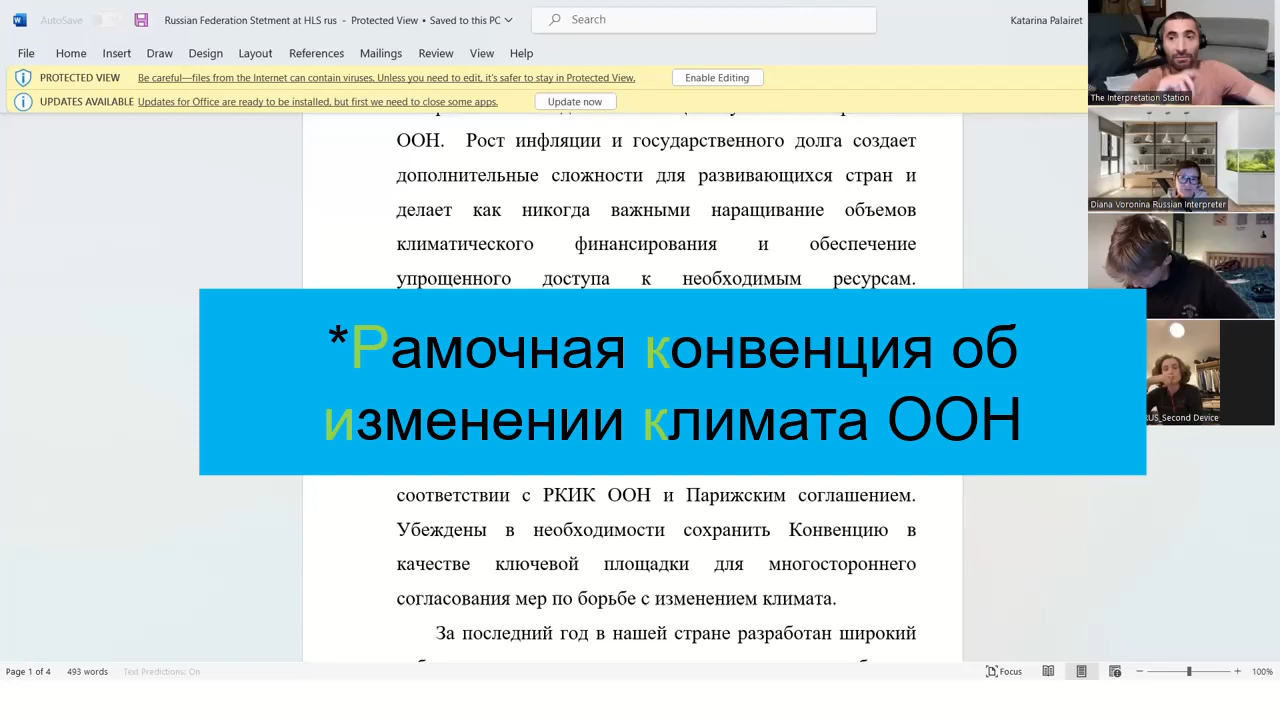 AutoSave
Russian Federation Stetment at HLS rus - Protected View • Saved to this PC
Search
Katarina Palairet
File Home Insert Draw Design Layout References Mailings Review View Help
PROTECTED VIEW Be careful—files from the Internet can contain viruses. Unless you need to edit, it's safer to stay in Protected View. Enable Editing
UPDATES AVAILABLE Updates for Office are ready to be installed, but first we need to close some apps. Update now
The Interpretation Station
Diana Voronina Russian Interpreter
ООН. Рост инфляции и государственного долга создает
дополнительные сложности для развивающихся стран и
делает как никогда важными наращивание объемов
климатического финансирования и обеспечение
упрощенного доступа к необходимым ресурсам.
*Рамочная конвенция об
изменении климата ООН
RUS_Second Device
соответствии с РКИК ООН и Парижским соглашением.
Убеждены в необходимости сохранить Конвенцию в
качестве ключевой площадки для многостороннего
согласования мер по борьбе с изменением климата.
За последний год в нашей стране разработан широкий
Page 1 of 4 493 words Text Predictions: On
Focus
100%